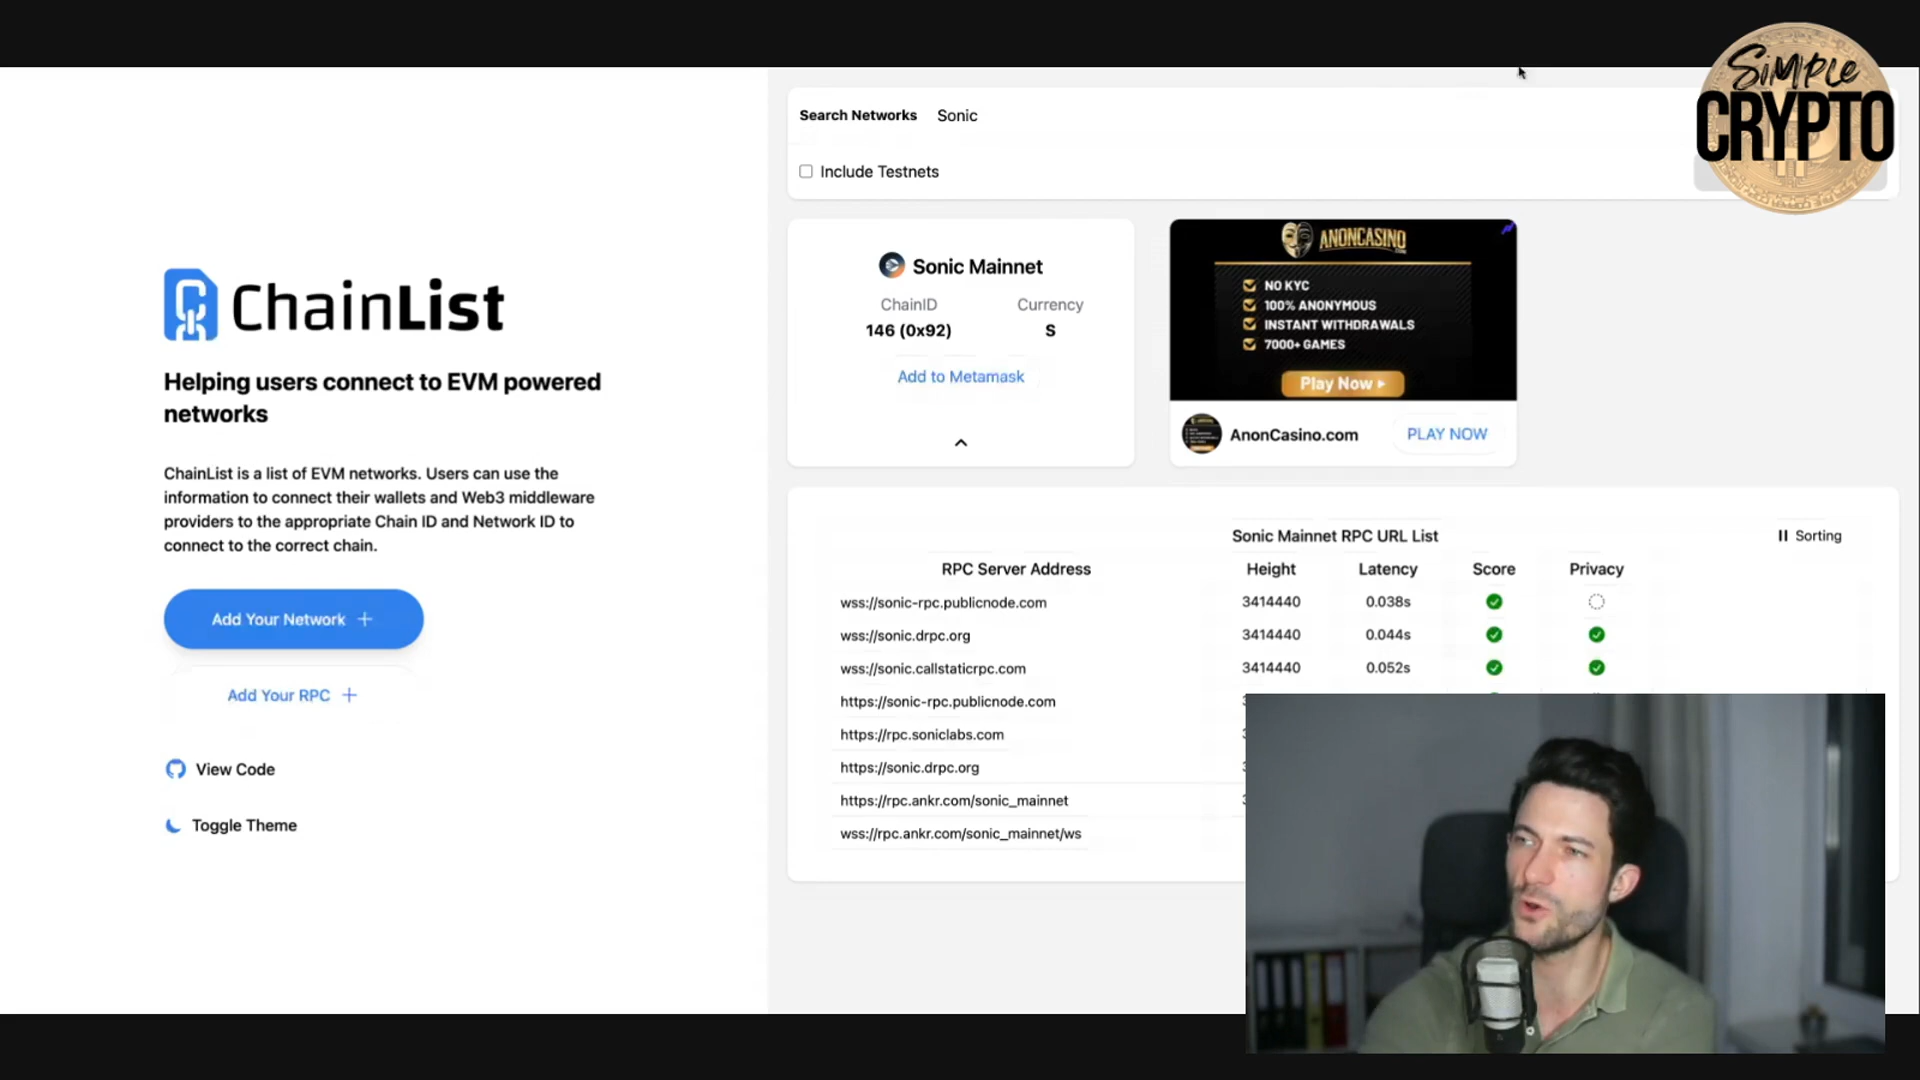 SIMPLE
CRYPTO
Search Networks Sonic
Include Testnets
ChainList
Helping users connect to EVM powered
networks
ChainList is a list of EVM networks. Users can use the
information to connect their wallets and Web3 middleware
providers to the appropriate Chain ID and Network ID to
connect to the correct chain.
Add Your Network
Add Your RPC
View Code
Toggle Theme
Sonic Mainnet
ChainID Currency
146 (0x92) S
Add to Metamask
ANONCASINO
NO KYC
100% ANONYMOUS
INSTANT WITHDRAWALS
7000+ GAMES
Play Now
AnonCasino.com PLAY NOW
Sonic Mainnet RPC URL List Sorting
RPC Server Address Height Latency Score Privacy
wss://sonic-rpc.publicnode.com 3414440 0.038s
wss://sonic.drpc.org 3414440 0.044s
wss://sonic.callstaticrpc.com 3414440 0.052s
https://sonic-rpc.publicnode.com
https://rpc.soniclabs.com
https://sonic.drpc.org
https://rpc.ankr.com/sonic_mainnet
wss://rpc.ankr.com/sonic_mainnet/ws